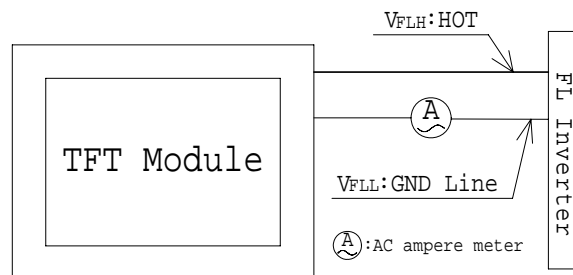 VFLH:HOT
A
TFT Module
FL Inverter
VFLL:GND Line
A:AC ampere meter